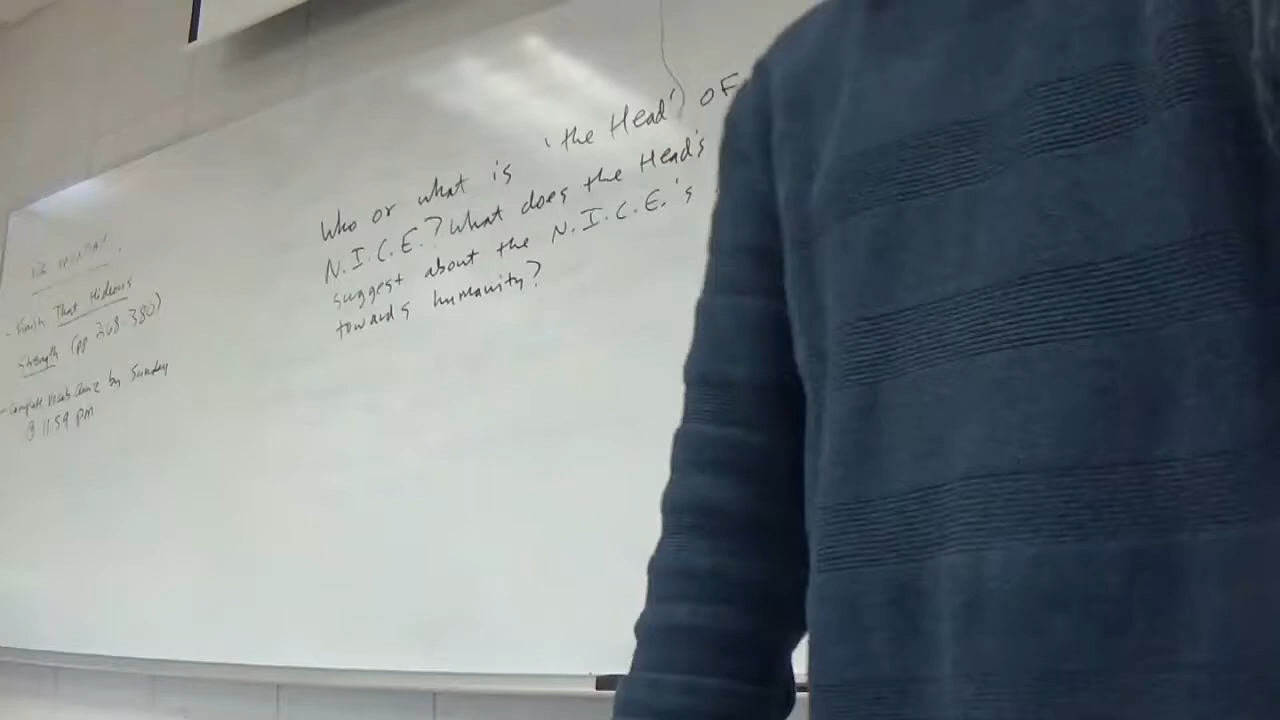 - Finish That Hideous
Strength (pp 268-380)
- Complete Vocab Quiz by Sunday
@ 11:59 pm
Who or what is 'the Head' of
N.I.C.E.? What does the Head's
suggest about the N.I.C.E.'s
towards humanity?